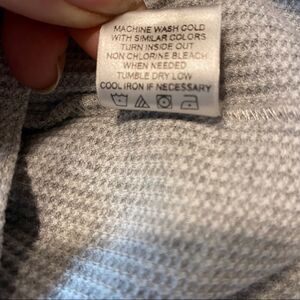 MACHINE WASH COLD
WITH SIMILAR COLORS
TURN INSIDE OUT
NON CHLORINE BLEACH
WHEN NEEDED
TUMBLE DRY LOW
COOL IRON IF NECESSARY